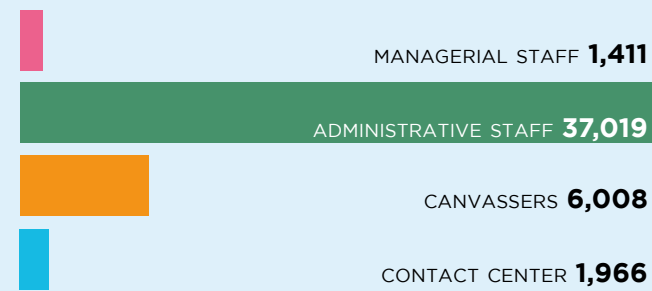 MANAGERIAL STAFF 1,411
ADMINISTRATIVE STAFF 37,019
CANVASSERS 6,008
CONTACT CENTER 1,966